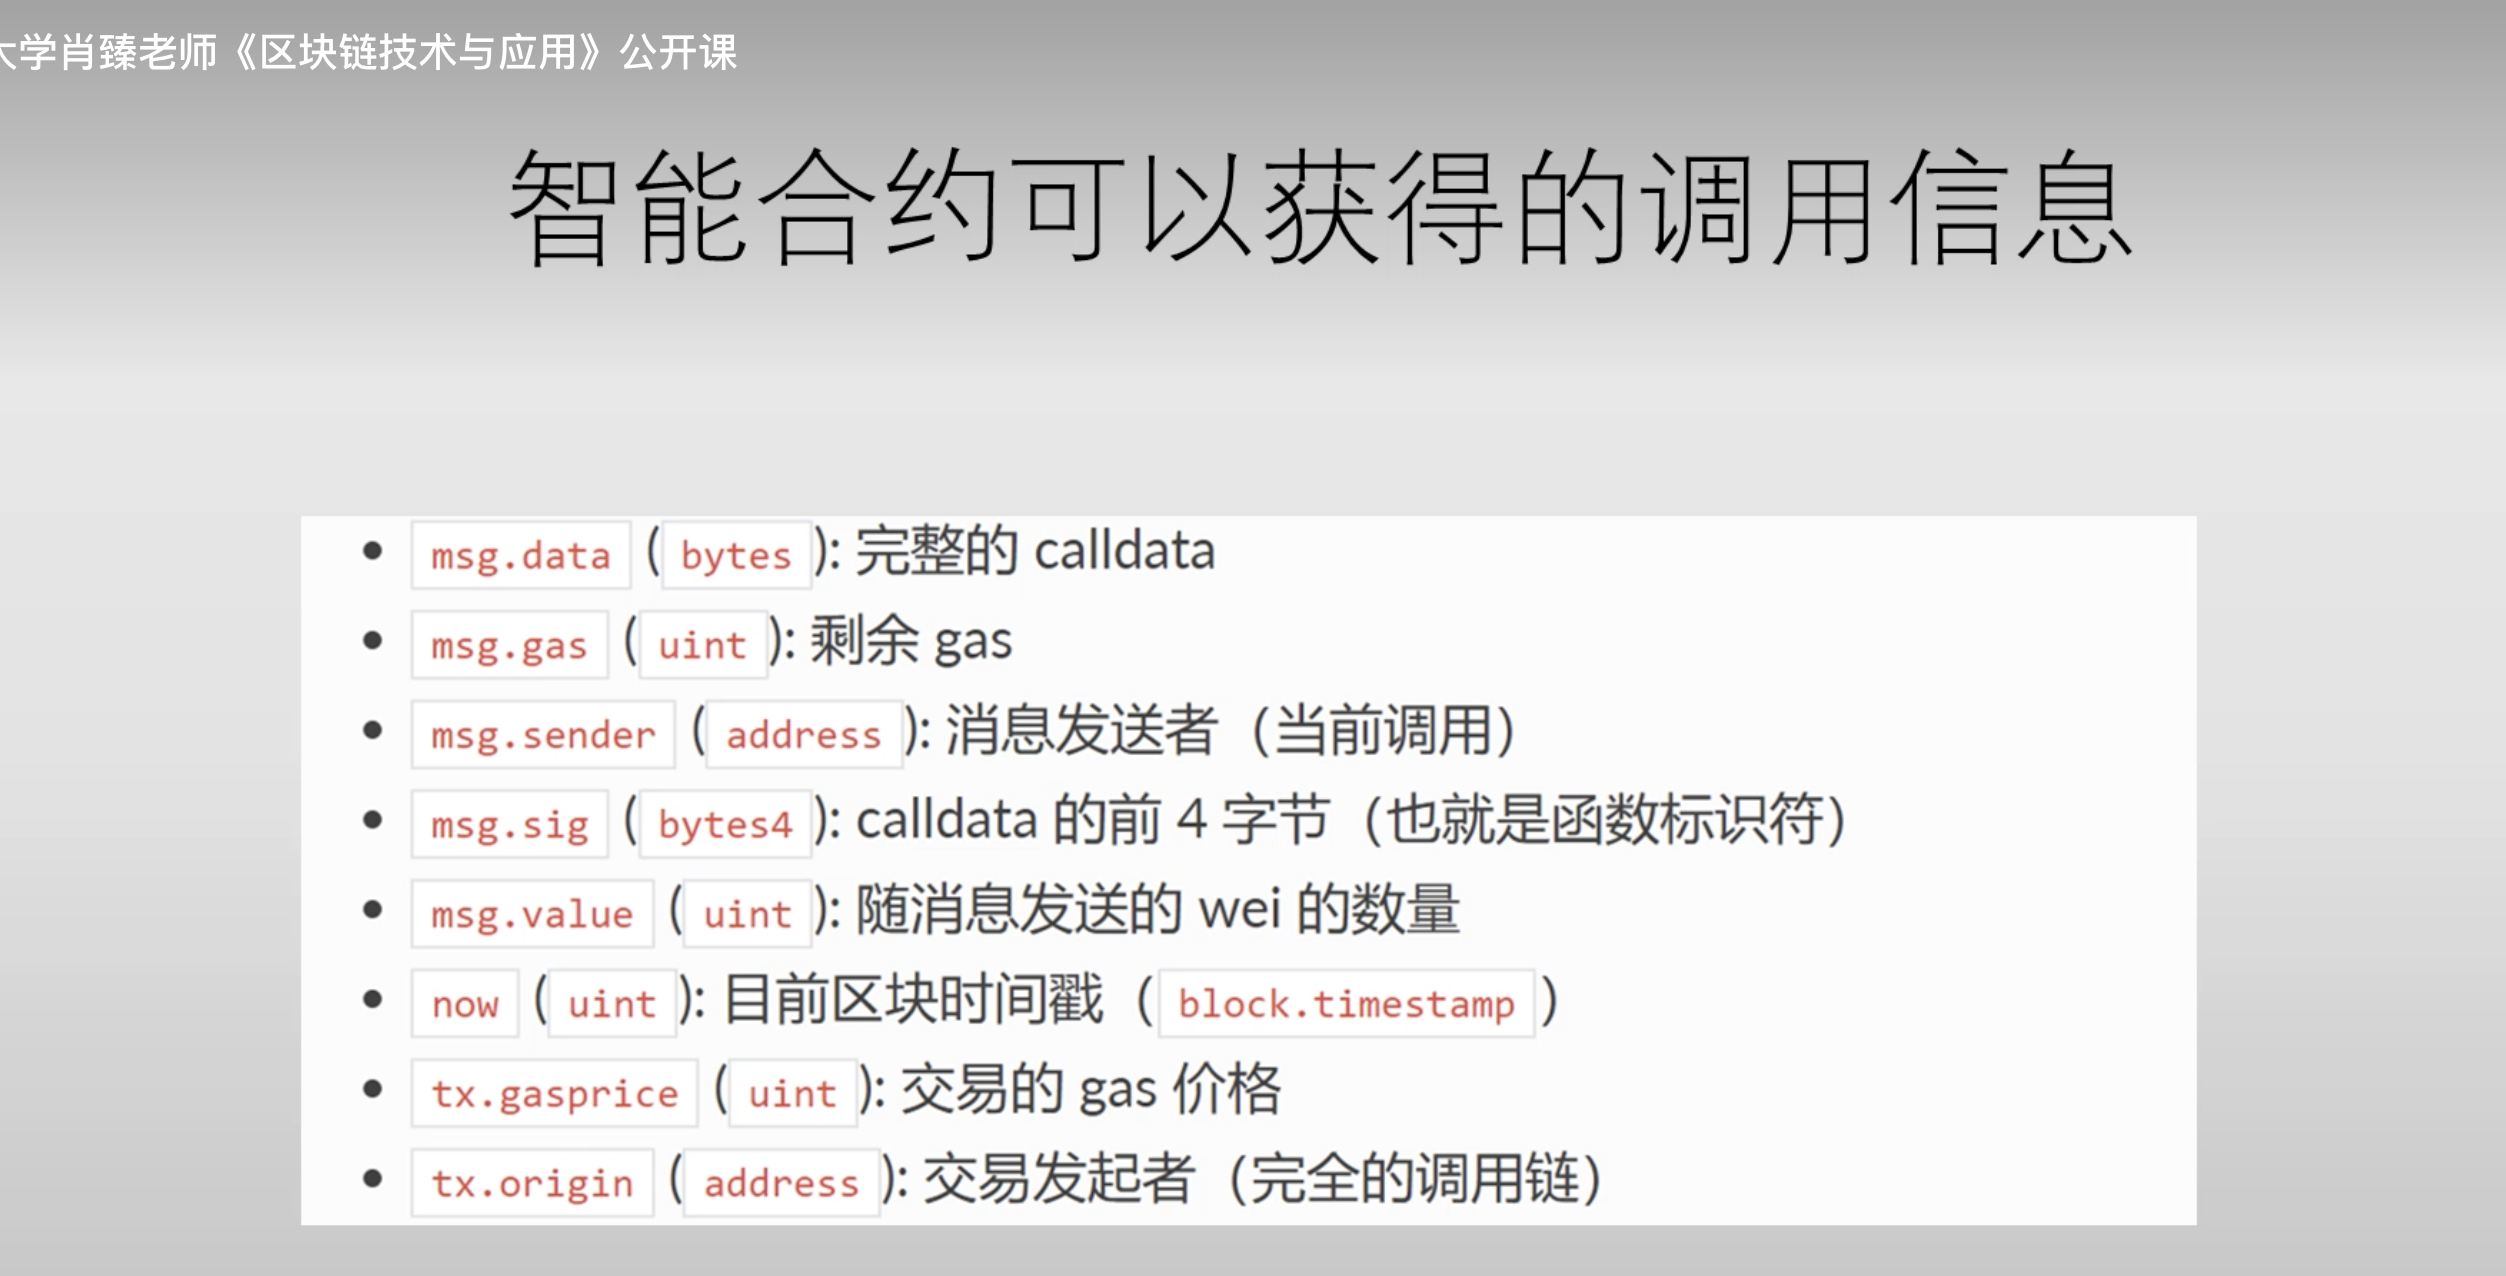 大学肖臻老师《区块链技术与应用》公开课
智能合约可以获得的调用信息
• msg.data (bytes): 完整的 calldata
• msg.gas (uint): 剩余 gas
• msg.sender (address): 消息发送者（当前调用）
• msg.sig (bytes4): calldata 的前 4 字节（也就是函数标识符）
• msg.value (uint): 随消息发送的 wei 的数量
• now (uint): 目前区块时间戳（block.timestamp）
• tx.gasprice (uint): 交易的 gas 价格
• tx.origin (address): 交易发起者（完全的调用链）